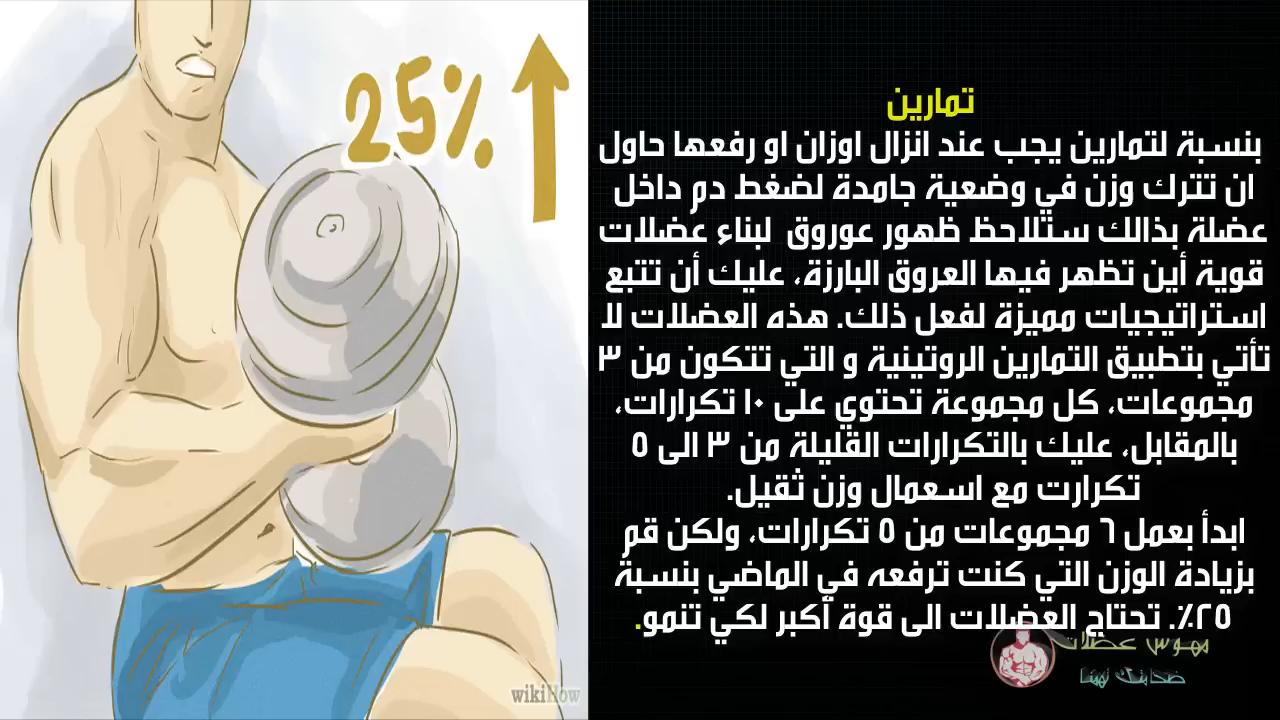 25%
تمارين
بنسبة لتمارين يجب عند انزال اوزان او رفعها حاول
ان تترك وزن في وضعية جامدة لضغط دم داخل
عضلة بذالك ستلاحظ ظهور عوروق لبناء عضلات
قوية أين تظهر فيها العروق البارزة، عليك أن تتبع
استراتيجيات مميزة لفعل ذلك. هذه العضلات لا
تأتي بتطبيق التمارين الروتينية و التي تتكون من ٣
مجموعات، كل مجموعة تحتوي على ١٠ تكرارات،
بالمقابل، عليك بالتكرارات القليلة من ٣ الى ٥
تكرارت مع اسعمال وزن ثقيل.
ابدأ بعمل ٦ مجموعات من ٥ تكرارات، ولكن قم
بزيادة الوزن التي كنت ترفعه في الماضي بنسبة
٢٥٪. تحتاج العضلات الى قوة أكبر لكي تنمو.
مهووس عضلات
ضخامتك تهمنا
wikiHow